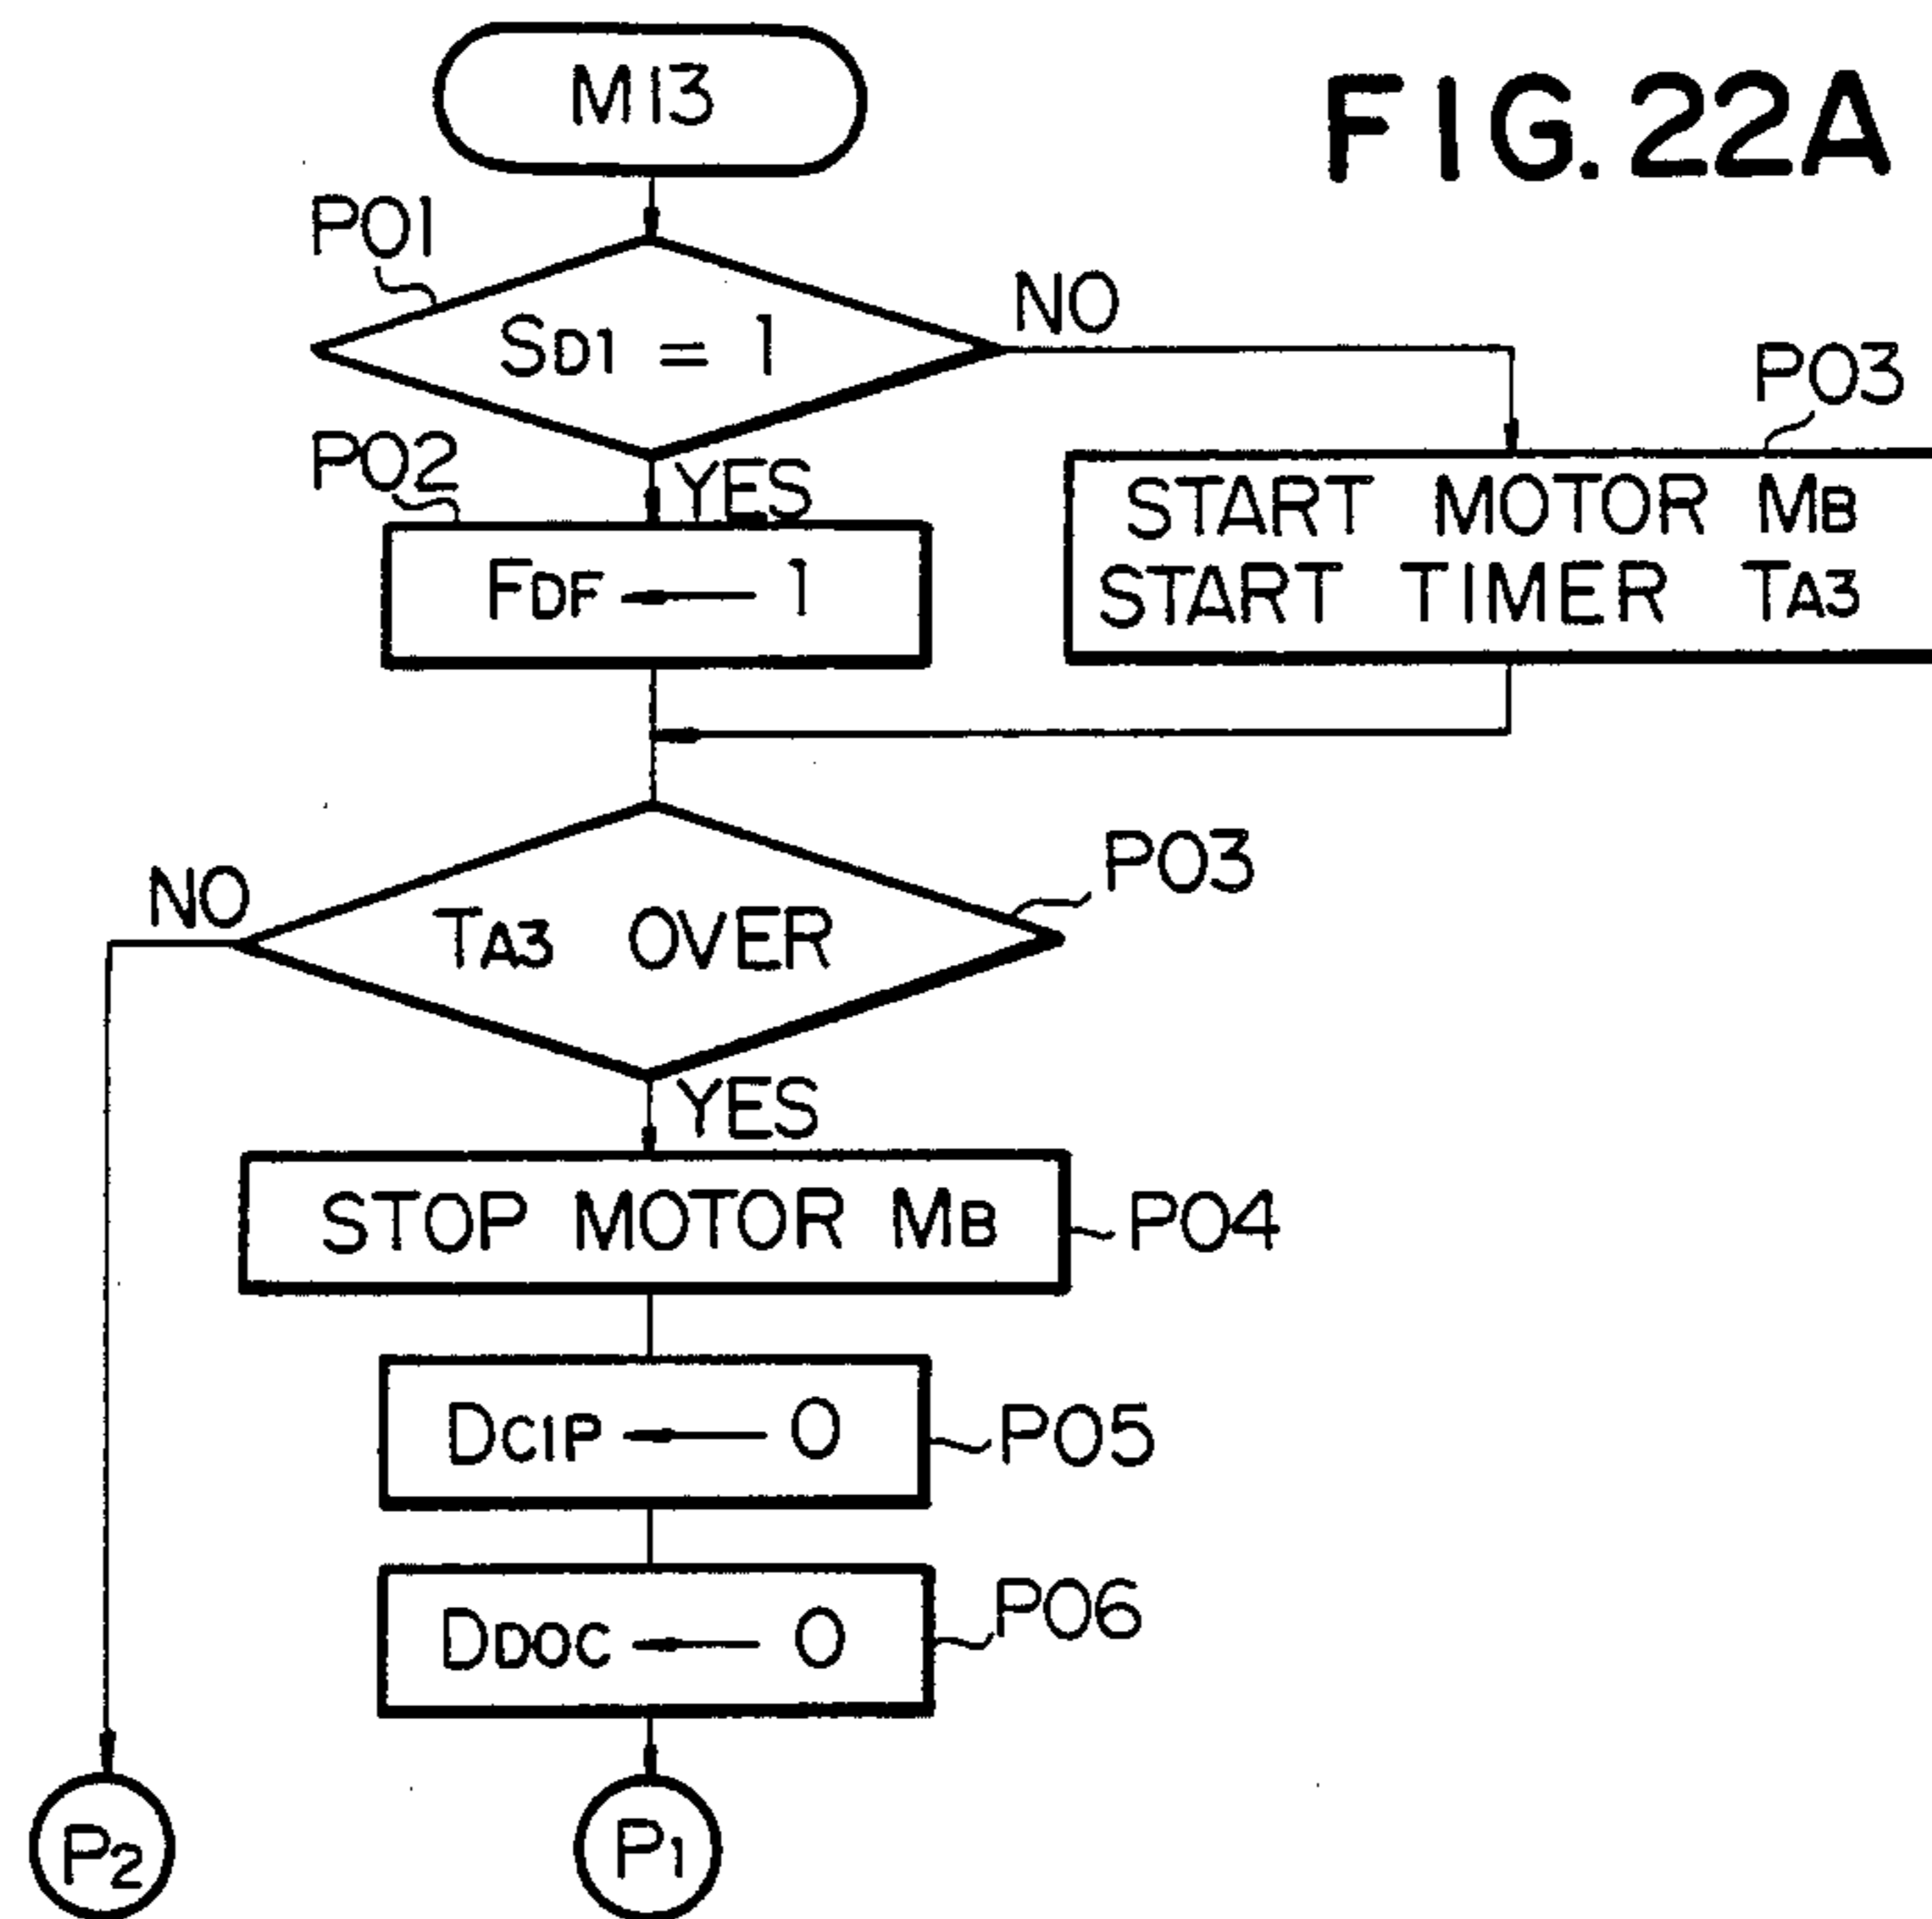 FIG. 22A
M13
P01
SD1 = 1
NO
YES
P02
FDF ← 1
P03
START MOTOR MB
START TIMER TA3
P03
TA3 OVER
NO
YES
STOP MOTOR MB
P04
DCIP ← 0
P05
DDOC ← 0
P06
P2
P1